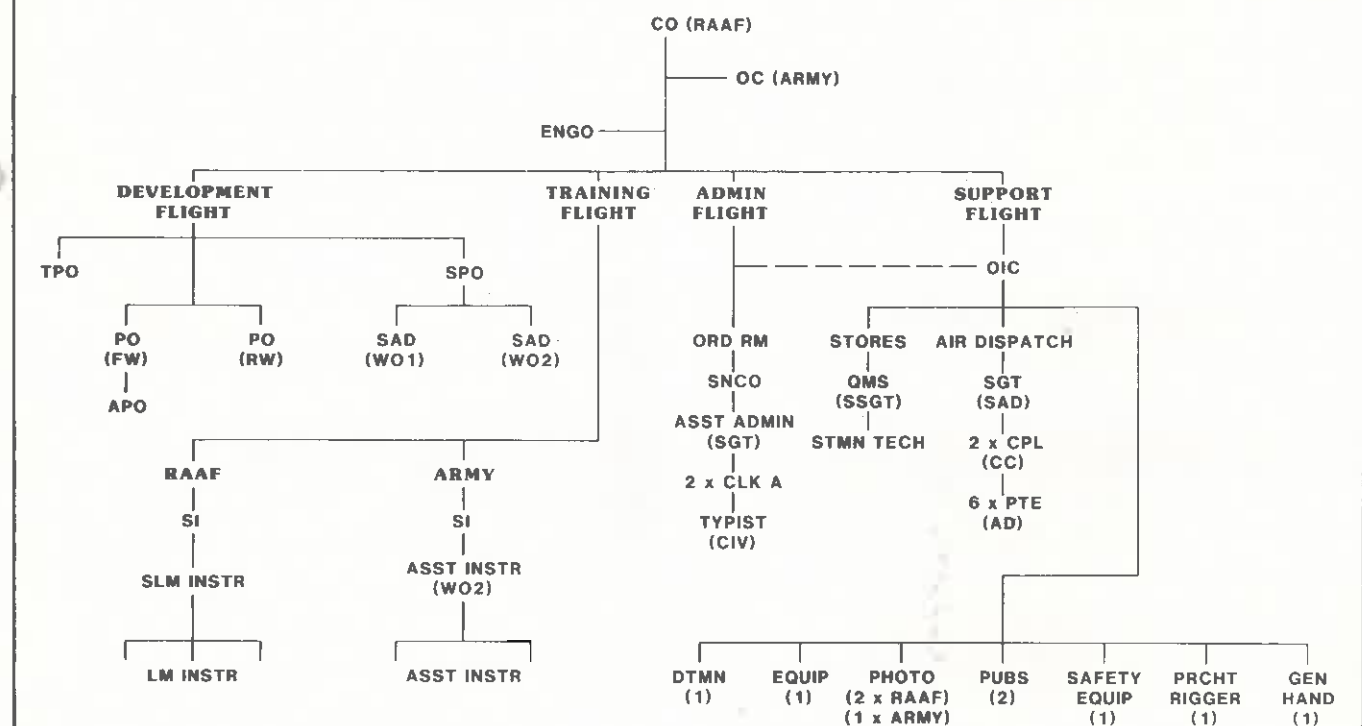 CO (RAAF)
OC (ARMY)
ENGO
DEVELOPMENT
FLIGHT
TRAINING
FLIGHT
ADMIN
FLIGHT
SUPPORT
FLIGHT
TPO
SPO
OIC
PO
(FW)
PO
(RW)
SAD
(WO1)
SAD
(WO2)
APO
ORD RM
STORES
AIR DISPATCH
SNCO
QMS
(SSGT)
SGT
(SAD)
ASST ADMIN
(SGT)
STMN TECH
2 x CPL
(CC)
2 x CLK A
6 x PTE
(AD)
TYPIST
(CIV)
RAAF
ARMY
SI
SI
SLM INSTR
ASST INSTR
(WO2)
LM INSTR
ASST INSTR
DTMN
(1)
EQUIP
(1)
PHOTO
(2 x RAAF)
(1 x ARMY)
PUBS
(2)
SAFETY
EQUIP
(1)
PRCHT
RIGGER
(1)
GEN
HAND
(1)